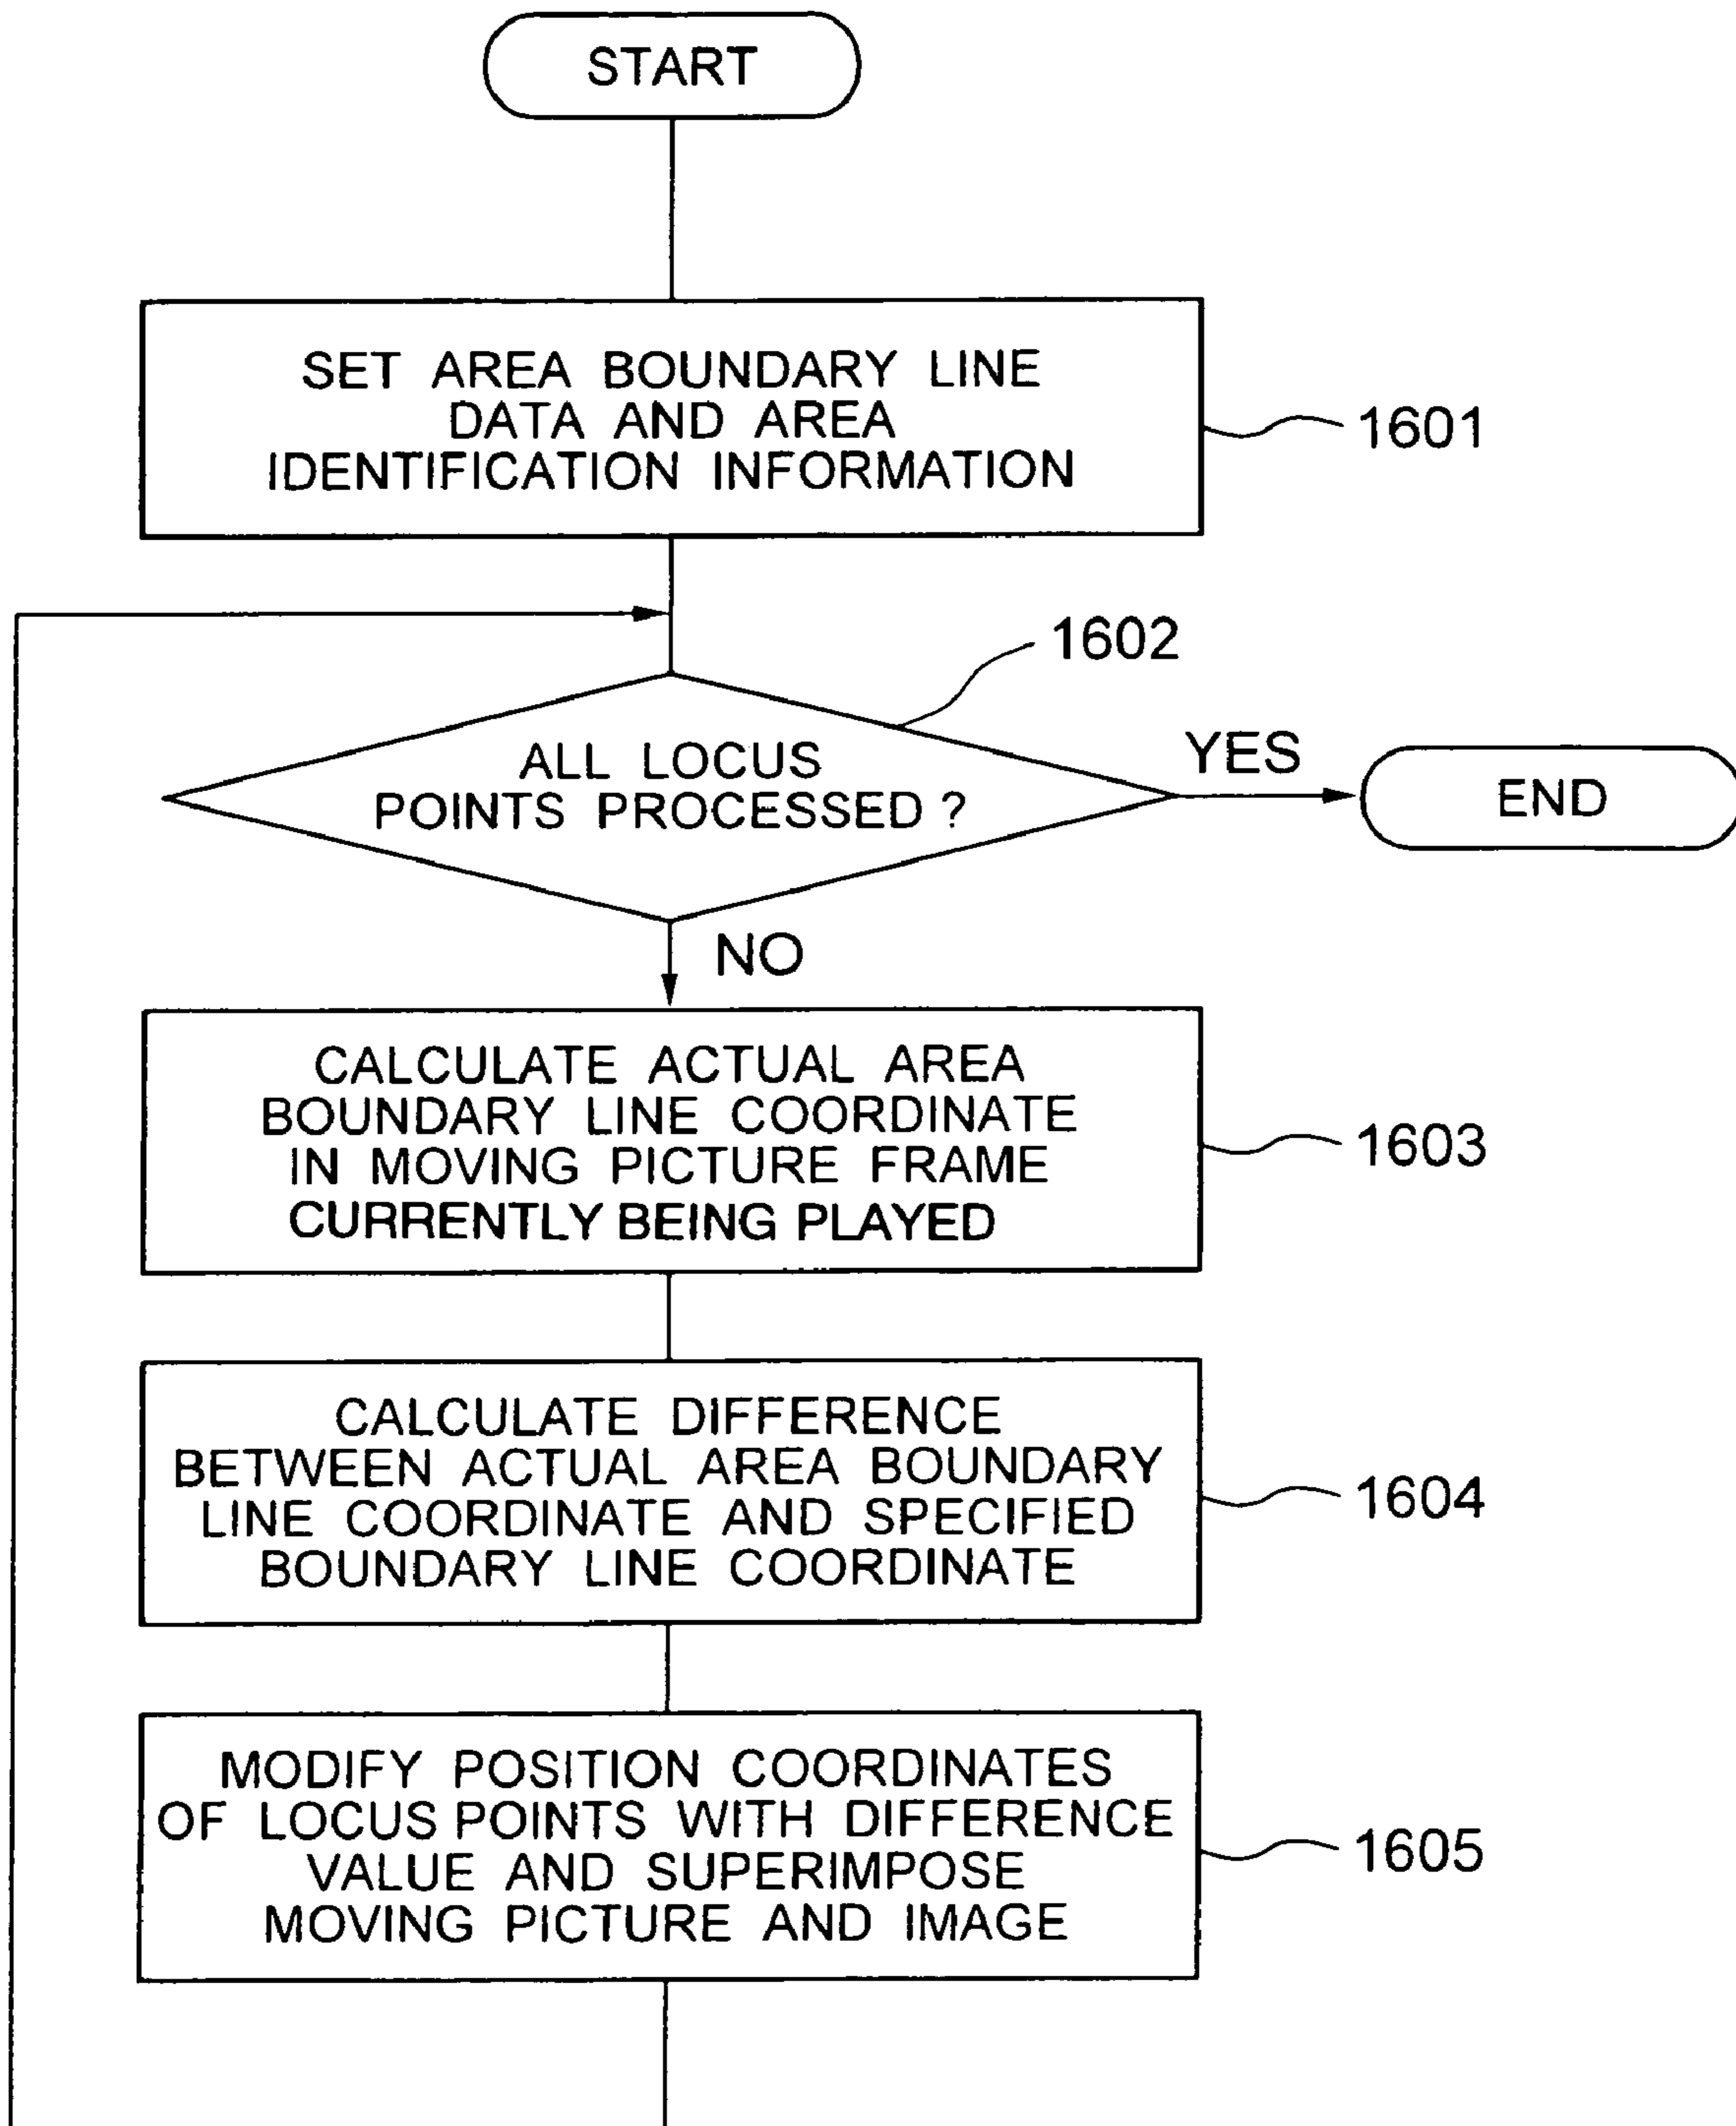 START
SET AREA BOUNDARY LINE
DATA AND AREA
IDENTIFICATION INFORMATION
1601
1602
ALL LOCUS
POINTS PROCESSED ?
YES
END
NO
CALCULATE ACTUAL AREA
BOUNDARY LINE COORDINATE
IN MOVING PICTURE FRAME
CURRENTLY BEING PLAYED
1603
CALCULATE DIFFERENCE
BETWEEN ACTUAL AREA BOUNDARY
LINE COORDINATE AND SPECIFIED
BOUNDARY LINE COORDINATE
1604
MODIFY POSITION COORDINATES
OF LOCUS POINTS WITH DIFFERENCE
VALUE AND SUPERIMPOSE
MOVING PICTURE AND IMAGE
1605